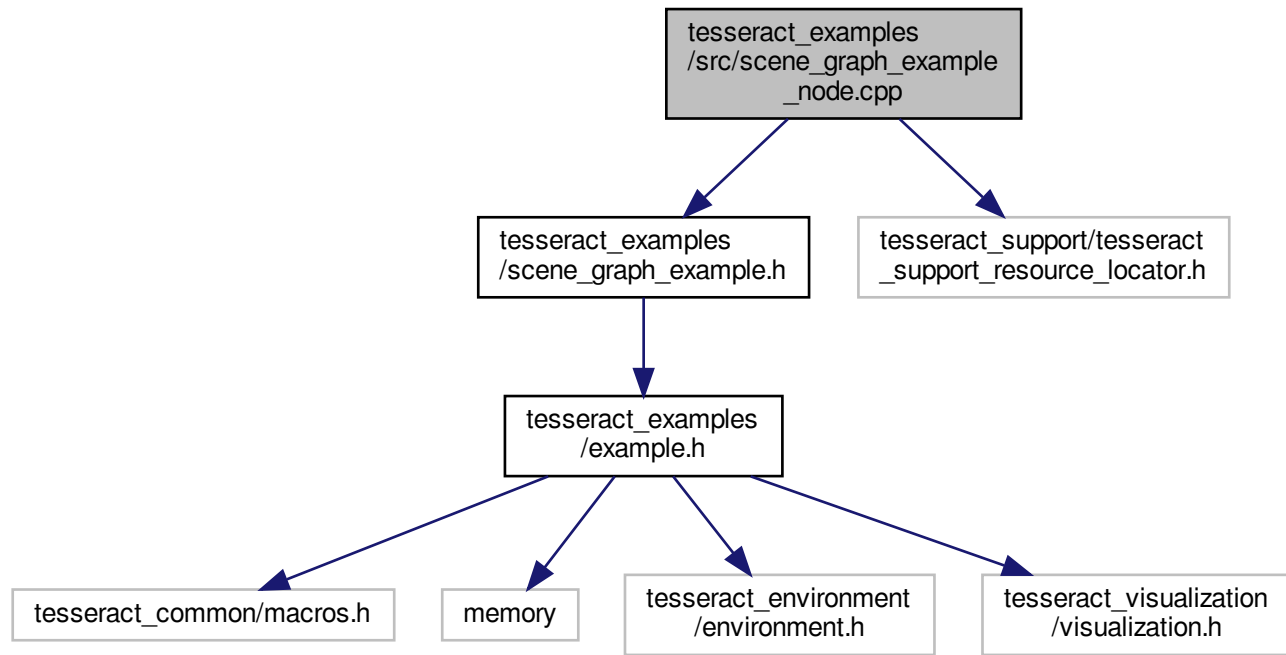 tesseract_examples
/src/scene_graph_example
_node.cpp
tesseract_examples
/scene_graph_example.h
tesseract_support/tesseract
_support_resource_locator.h
tesseract_examples
/example.h
tesseract_common/macros.h
memory
tesseract_environment
/environment.h
tesseract_visualization
/visualization.h